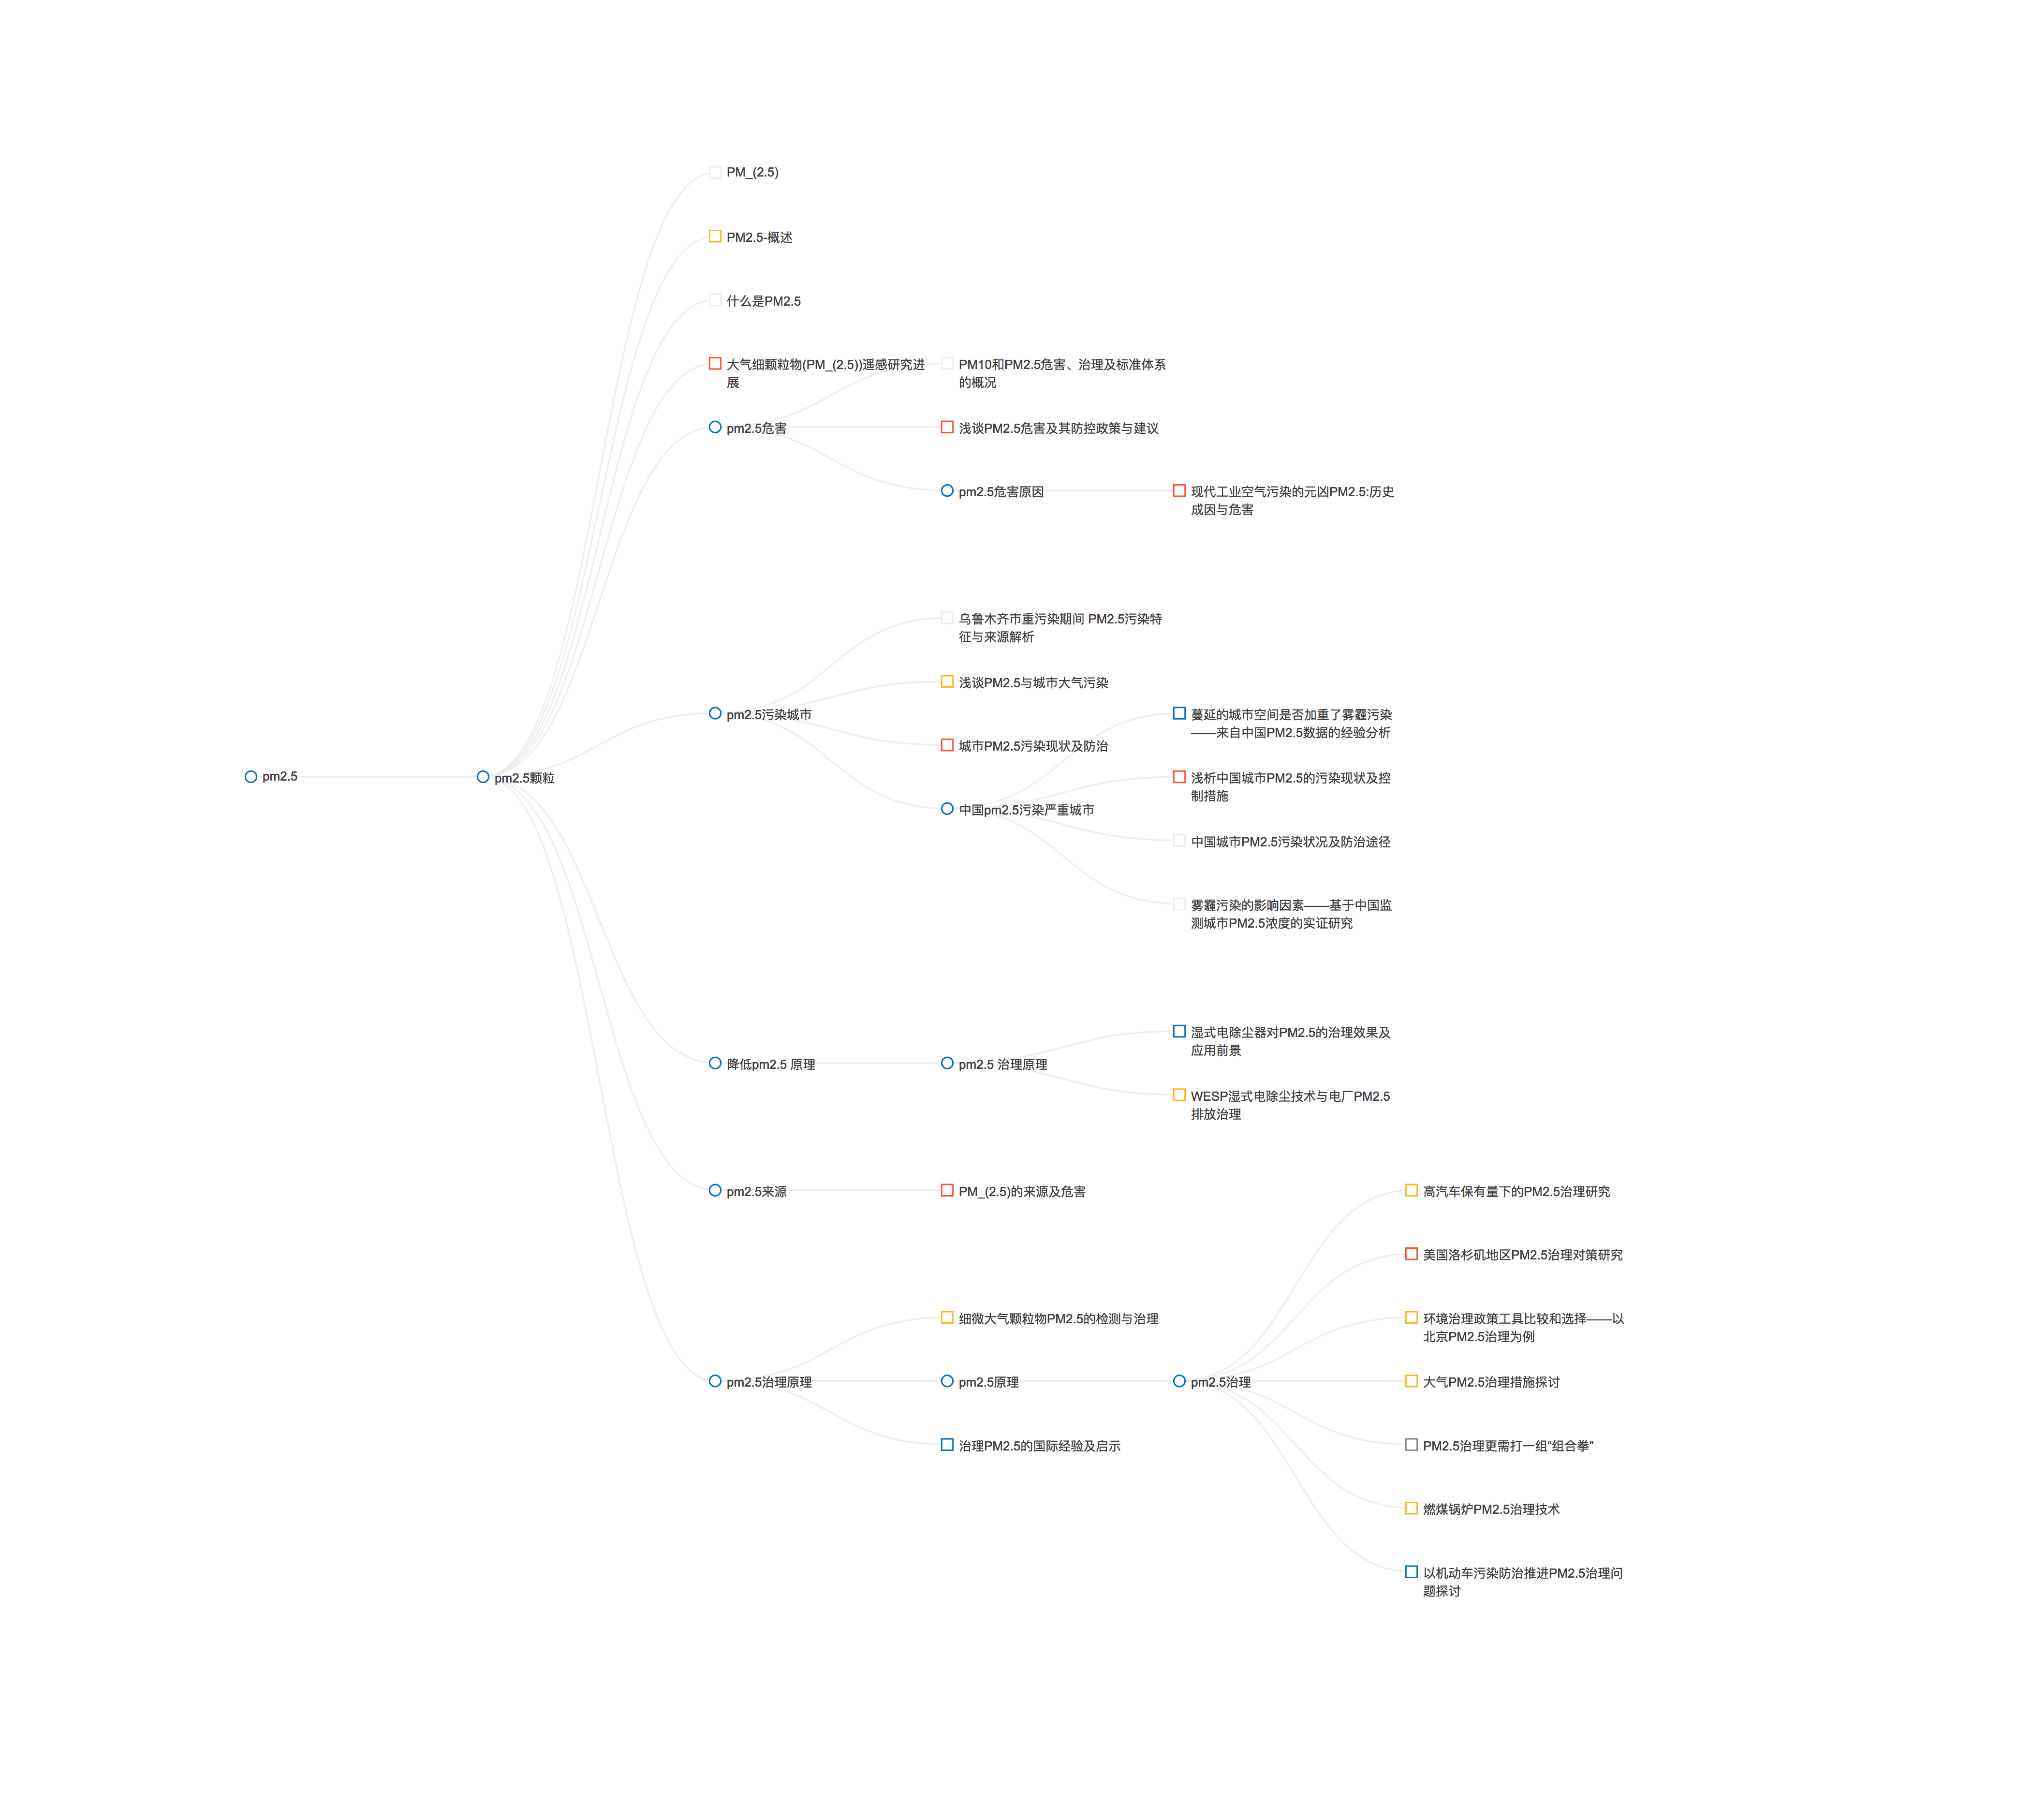 PM_(2.5)
PM2.5-概述
什么是PM2.5
大气细颗粒物(PM_(2.5))遥感研究进
展
PM10和PM2.5危害、治理及标准体系
的概况
pm2.5危害
浅谈PM2.5危害及其防控政策与建议
pm2.5危害原因
现代工业空气污染的元凶PM2.5:历史
成因与危害
乌鲁木齐市重污染期间 PM2.5污染特
征与来源解析
浅谈PM2.5与城市大气污染
pm2.5污染城市
蔓延的城市空间是否加重了雾霾污染
——来自中国PM2.5数据的经验分析
城市PM2.5污染现状及防治
pm2.5
pm2.5颗粒
浅析中国城市PM2.5的污染现状及控
制措施
中国pm2.5污染严重城市
中国城市PM2.5污染状况及防治途径
雾霾污染的影响因素——基于中国监
测城市PM2.5浓度的实证研究
湿式电除尘器对PM2.5的治理效果及
应用前景
降低pm2.5 原理
pm2.5 治理原理
WESP湿式电除尘技术与电厂PM2.5
排放治理
pm2.5来源
PM_(2.5)的来源及危害
高汽车保有量下的PM2.5治理研究
美国洛杉矶地区PM2.5治理对策研究
细微大气颗粒物PM2.5的检测与治理
环境治理政策工具比较和选择——以
北京PM2.5治理为例
pm2.5治理原理
pm2.5原理
pm2.5治理
大气PM2.5治理措施探讨
治理PM2.5的国际经验及启示
PM2.5治理更需打一组“组合拳”
燃煤锅炉PM2.5治理技术
以机动车污染防治推进PM2.5治理问
题探讨